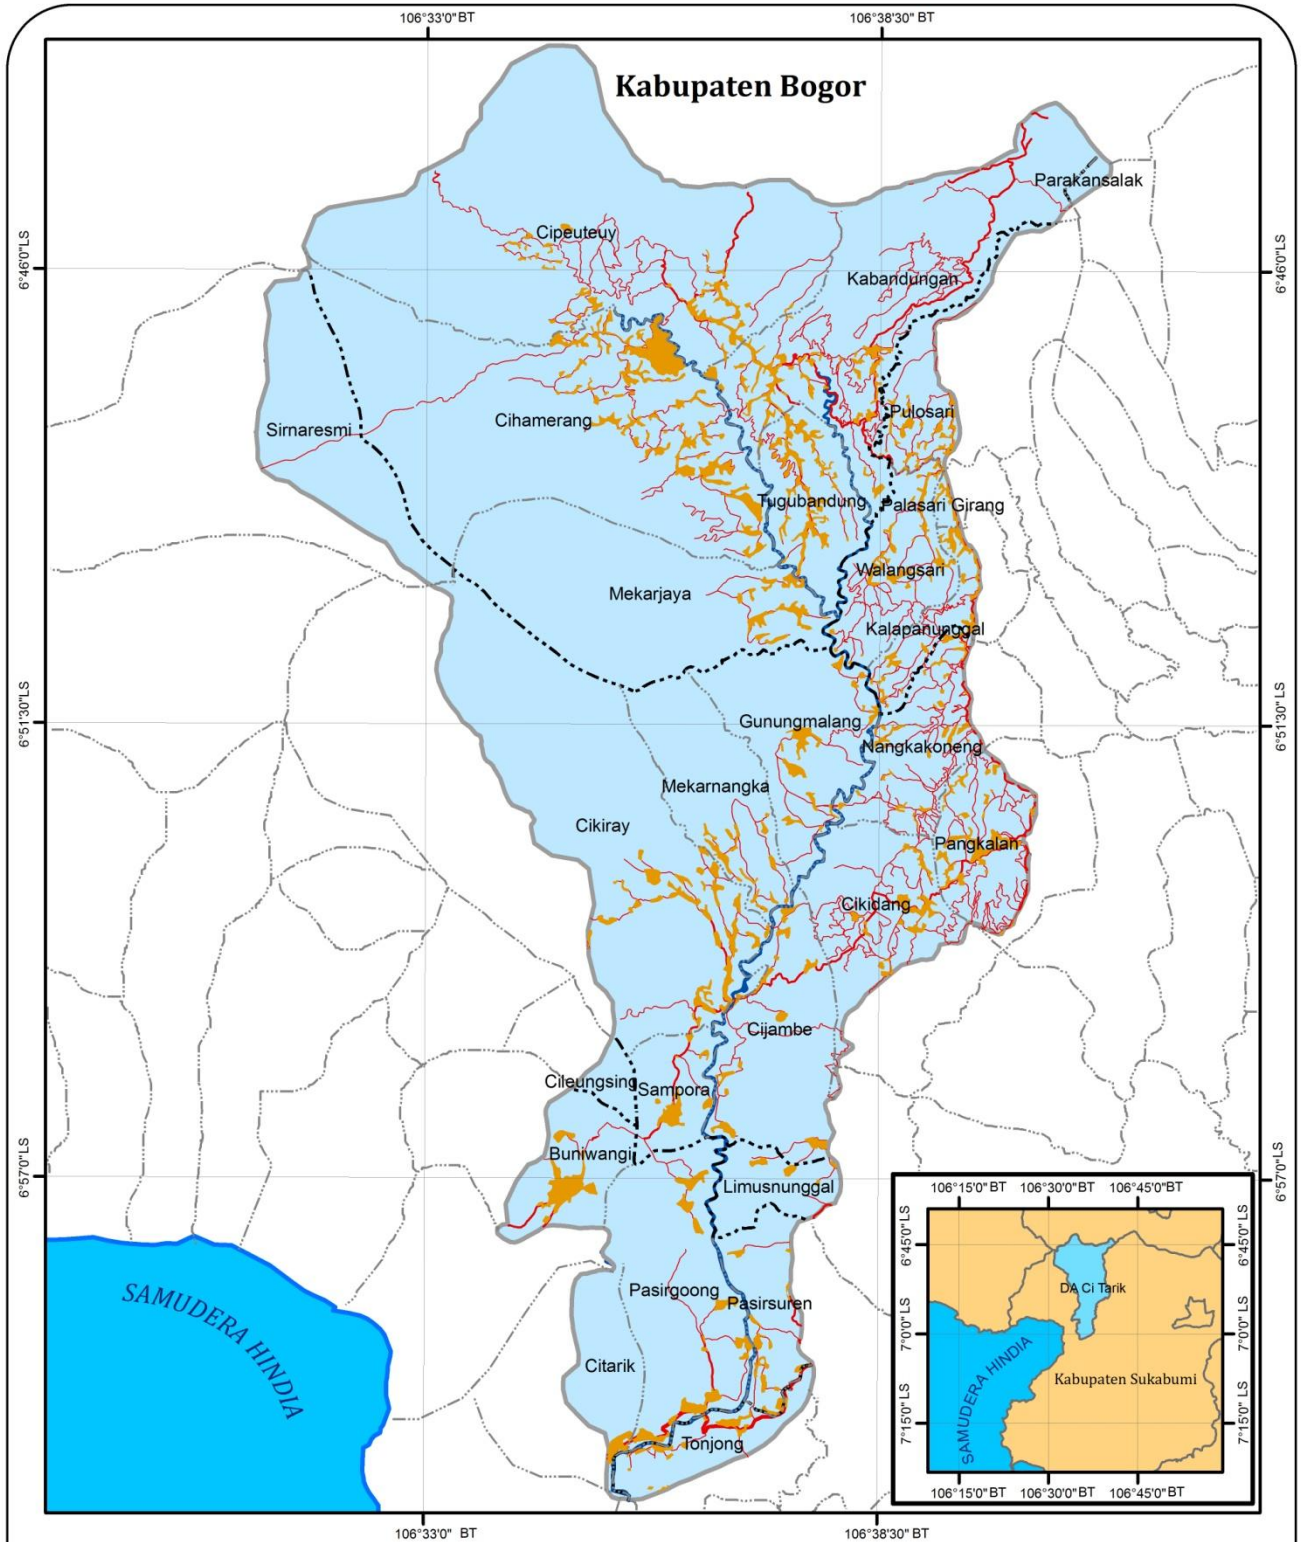 106°33'0" BT
106°38'30" BT
Kabupaten Bogor
Parakansalak
Cipeuteuy
6°46'0"LS
6°46'0"LS
Kabandungan
Pulosari
Cihamerang
Sirnaresmi
Tugubandung
Palasari Girang
Walangsari
Mekarjaya
Kalapanunggal
6°51'30"LS
6°51'30"LS
Gunungmalang
Nangkakoneng
Mekarnangka
Cikiray
Pangkalan
Cikidang
Cijambe
Cileungsing
Sampora
Buniwangi
6°57'0"LS
6°57'0"LS
Limusnunggal
SAMUDERA HINDIA
Pasirgoong
Pasirsuren
Citarik
Tonjong
106°15'0"BT
106°30'0"BT
106°45'0"BT
6°45'0"LS
6°45'0"LS
DA Ci Tarik
7°0'0"LS
7°0'0"LS
SAMUDERA HINDIA
Kabupaten Sukabumi
7°15'0"LS
7°15'0"LS
106°15'0"BT
106°30'0"BT
106°45'0"BT
106°33'0" BT
106°38'30" BT